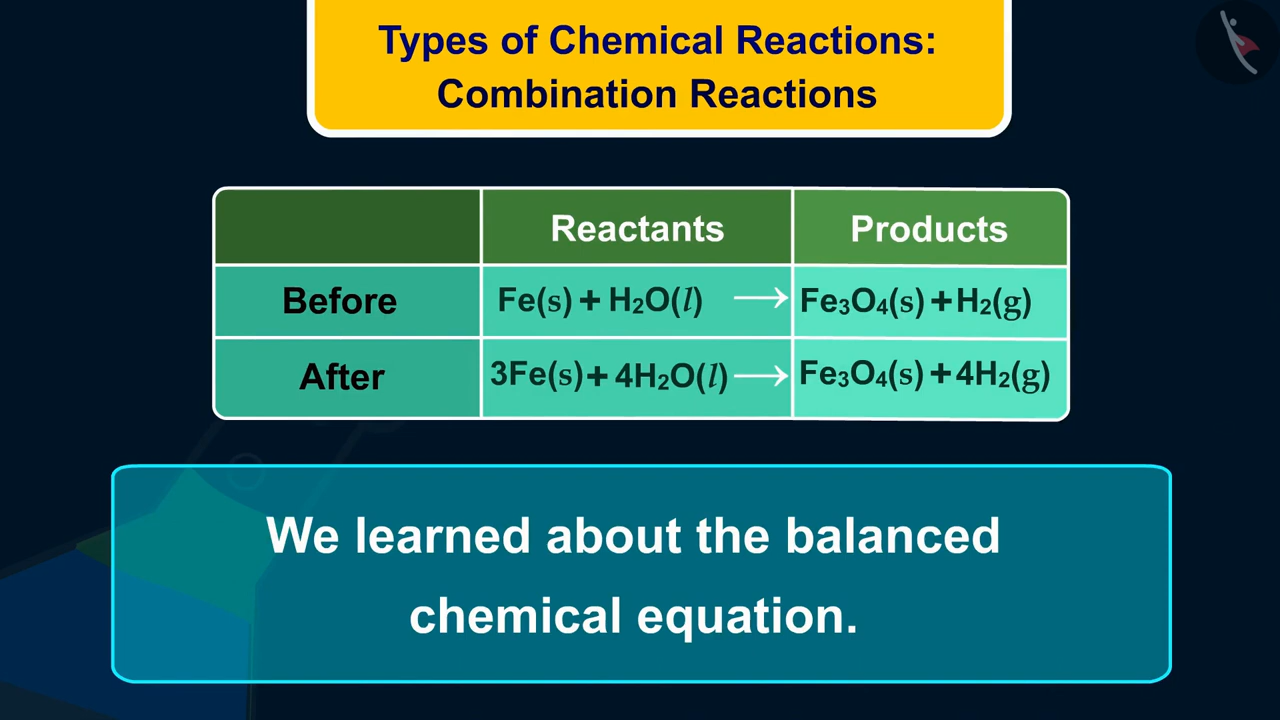 Types of Chemical Reactions:
Combination Reactions
Reactants Products
Before Fe(s) + H₂O(l) ⟶ Fe₃O₄(s) + H₂(g)
After 3Fe(s) + 4H₂O(l) ⟶ Fe₃O₄(s) + 4H₂(g)
We learned about the balanced
chemical equation.